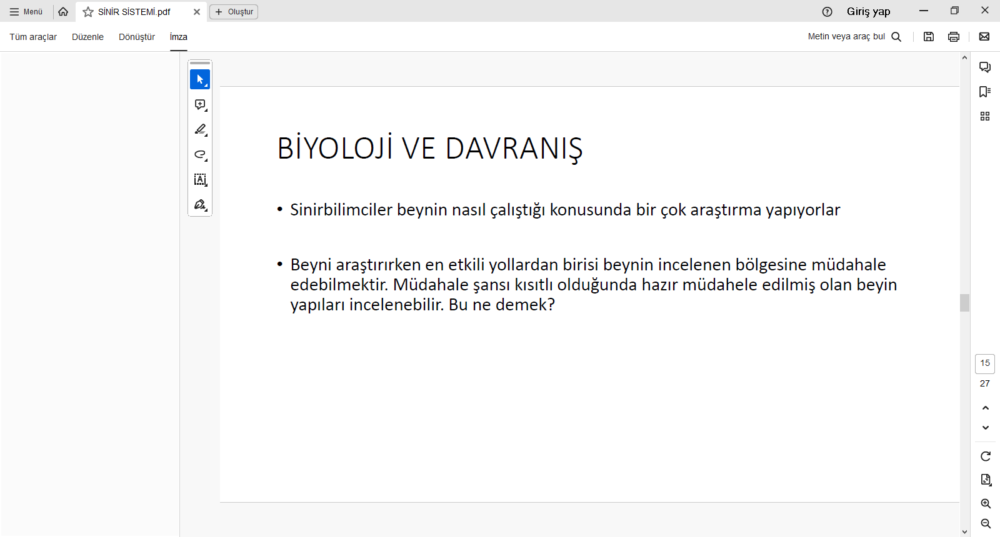 Menü
SİNİR SİSTEMİ.pdf
Oluştur
Giriş yap
Tüm araçlar
Düzenle
Dönüştür
İmza
Metin veya araç bul
BİYOLOJİ VE DAVRANIŞ
• Sinirbilimciler beynin nasıl çalıştığı konusunda bir çok araştırma yapıyorlar
• Beyni araştırırken en etkili yollardan birisi beynin incelenen bölgesine müdahale
edebilmektir. Müdahale şansı kısıtlı olduğunda hazır müdahele edilmiş olan beyin
yapıları incelenebilir. Bu ne demek?
15
27